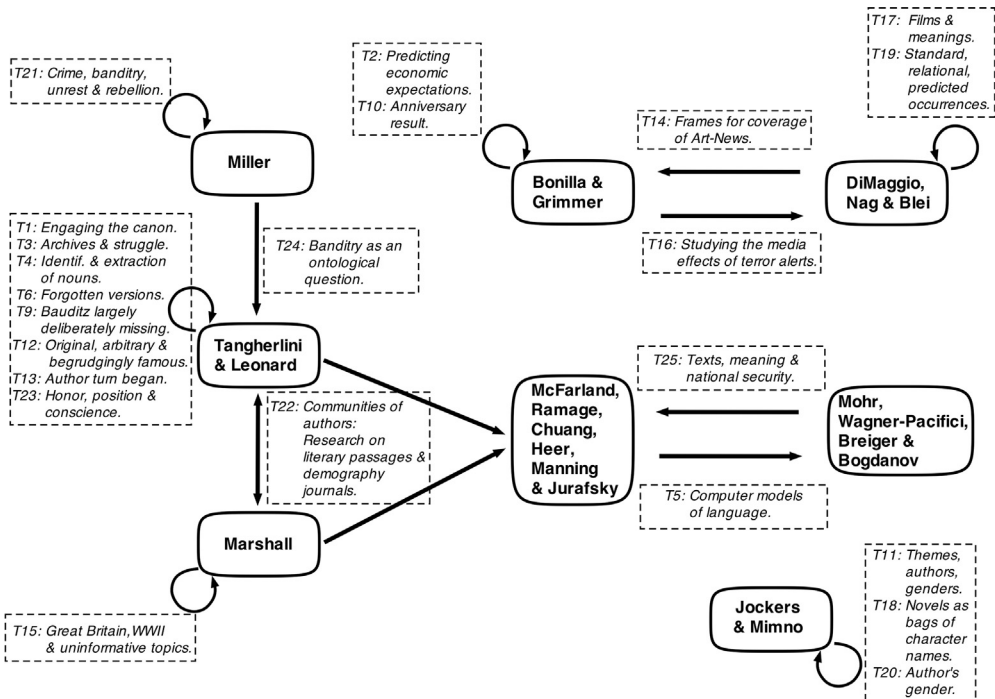 T21: Crime, banditry,
unrest & rebellion.
Miller
T24: Banditry as an
ontological
question.
T1: Engaging the canon.
T3: Archives & struggle.
T4: Identif. & extraction
of nouns.
T6: Forgotten versions.
T9: Bauditz largely
deliberately missing.
T12: Original, arbitrary &
begrudgingly famous.
T13: Author turn began.
T23: Honor, position &
conscience.
Tangherlini
& Leonard
T22: Communities of
authors:
Research on
literary passages &
demography
journals.
Marshall
T15: Great Britain,WWII
& uninformative topics.
T2: Predicting
economic
expectations.
T10: Anniversary
result.
Bonilla &
Grimmer
T14: Frames for coverage
of Art-News.
T16: Studying the media
effects of terror alerts.
T17: Films &
meanings.
T19: Standard,
relational,
predicted
occurrences.
DiMaggio,
Nag & Blei
McFarland,
Ramage,
Chuang,
Heer,
Manning
& Jurafsky
T25: Texts, meaning &
national security.
T5: Computer models
of language.
Mohr,
Wagner-Pacifici,
Breiger &
Bogdanov
Jockers
& Mimno
T11: Themes,
authors,
genders.
T18: Novels as
bags of
character
names.
T20: Author's
gender.